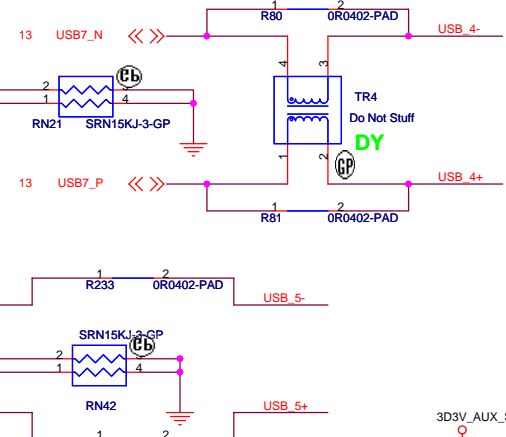 1 2
R80 0R0402-PAD
13 USB7_N USB_4-
4 3
2
1 4
RN21 SRN15KJ-3-GP
TR4
Do Not Stuff
DY
1 2
GP
13 USB7_P USB_4+
1 2
R81 0R0402-PAD
1 2
R233 0R0402-PAD
USB_5-
SRN15KJ-3-GP
2
1 4
RN42
USB_5+
1 2
3D3V_AUX_S